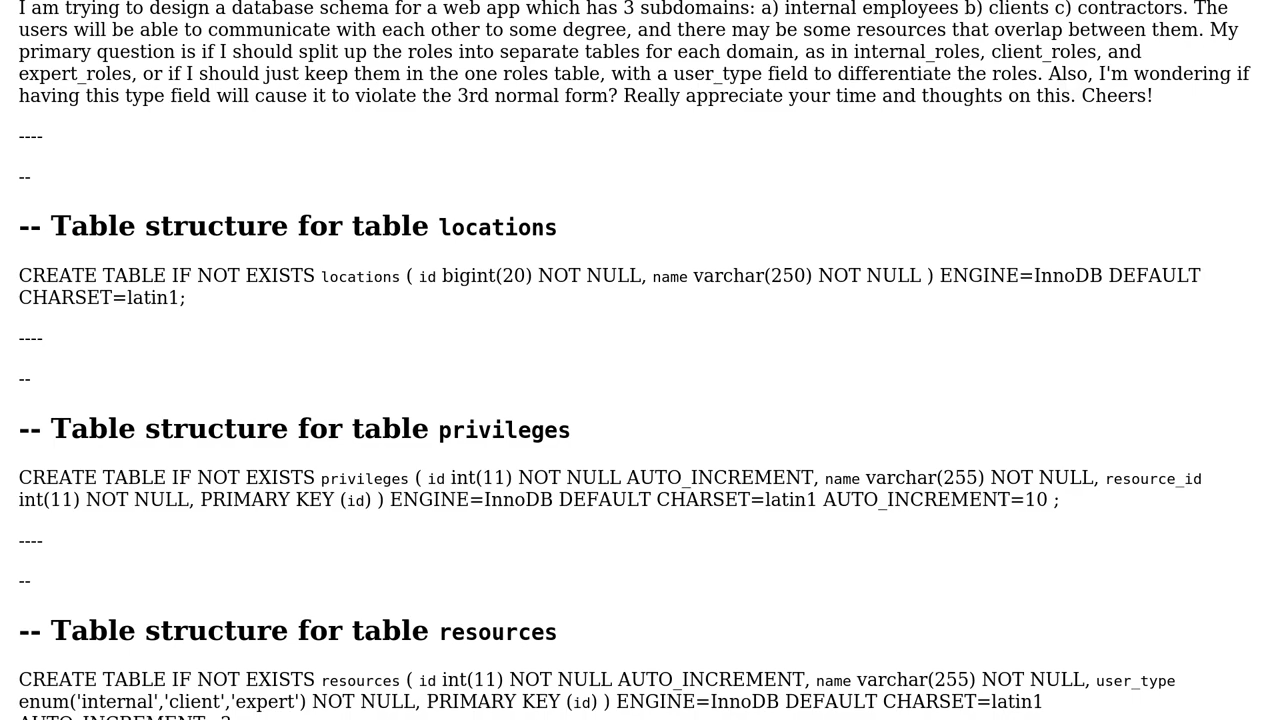 I am trying to design a database schema for a web app which has 3 subdomains: a) internal employees b) clients c) contractors. The
users will be able to communicate with each other to some degree, and there may be some resources that overlap between them. My
primary question is if I should split up the roles into separate tables for each domain, as in internal_roles, client_roles, and
expert_roles, or if I should just keep them in the one roles table, with a user_type field to differentiate the roles. Also, I'm wondering if
having this type field will cause it to violate the 3rd normal form? Really appreciate your time and thoughts on this. Cheers!
----
--
-- Table structure for table locations
CREATE TABLE IF NOT EXISTS locations ( id bigint(20) NOT NULL, name varchar(250) NOT NULL ) ENGINE=InnoDB DEFAULT
CHARSET=latin1;
----
--
-- Table structure for table privileges
CREATE TABLE IF NOT EXISTS privileges ( id int(11) NOT NULL AUTO_INCREMENT, name varchar(255) NOT NULL, resource_id
int(11) NOT NULL, PRIMARY KEY (id) ) ENGINE=InnoDB DEFAULT CHARSET=latin1 AUTO_INCREMENT=10 ;
----
--
-- Table structure for table resources
CREATE TABLE IF NOT EXISTS resources ( id int(11) NOT NULL AUTO_INCREMENT, name varchar(255) NOT NULL, user_type
enum('internal','client','expert') NOT NULL, PRIMARY KEY (id) ) ENGINE=InnoDB DEFAULT CHARSET=latin1